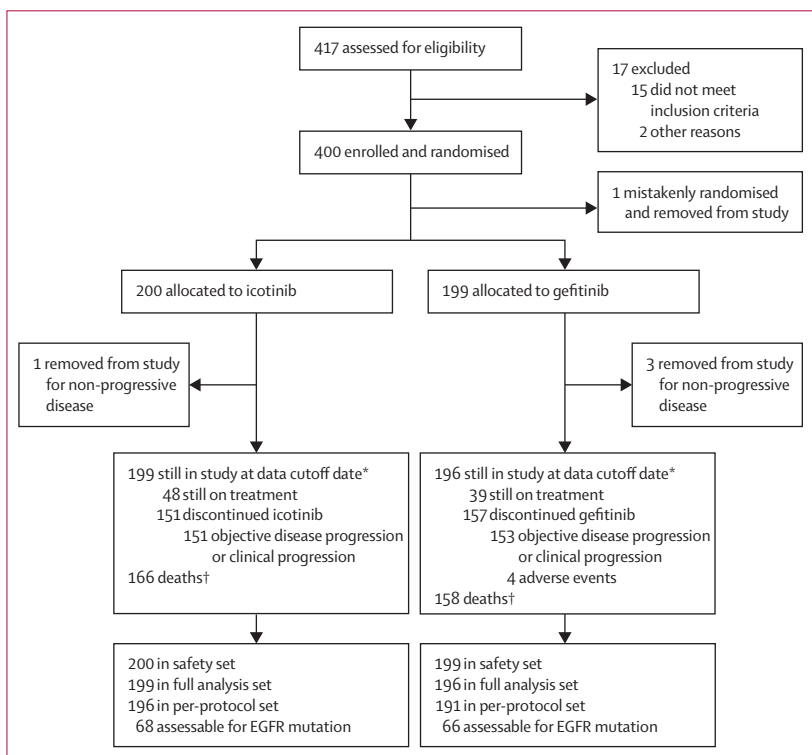 417 assessed for eligibility
17 excluded
15 did not meet
inclusion criteria
2 other reasons
400 enrolled and randomised
1 mistakenly randomised
and removed from study
200 allocated to icotinib
199 allocated to gefitinib
1 removed from study
for non-progressive
disease
3 removed from study
for non-progressive
disease
199 still in study at data cutoff date*
48 still on treatment
151 discontinued icotinib
151 objective disease progression
or clinical progression
166 deaths†
196 still in study at data cutoff date*
39 still on treatment
157 discontinued gefitinib
153 objective disease progression
or clinical progression
4 adverse events
158 deaths†
200 in safety set
199 in full analysis set
196 in per-protocol set
68 assessable for EGFR mutation
199 in safety set
196 in full analysis set
191 in per-protocol set
66 assessable for EGFR mutation